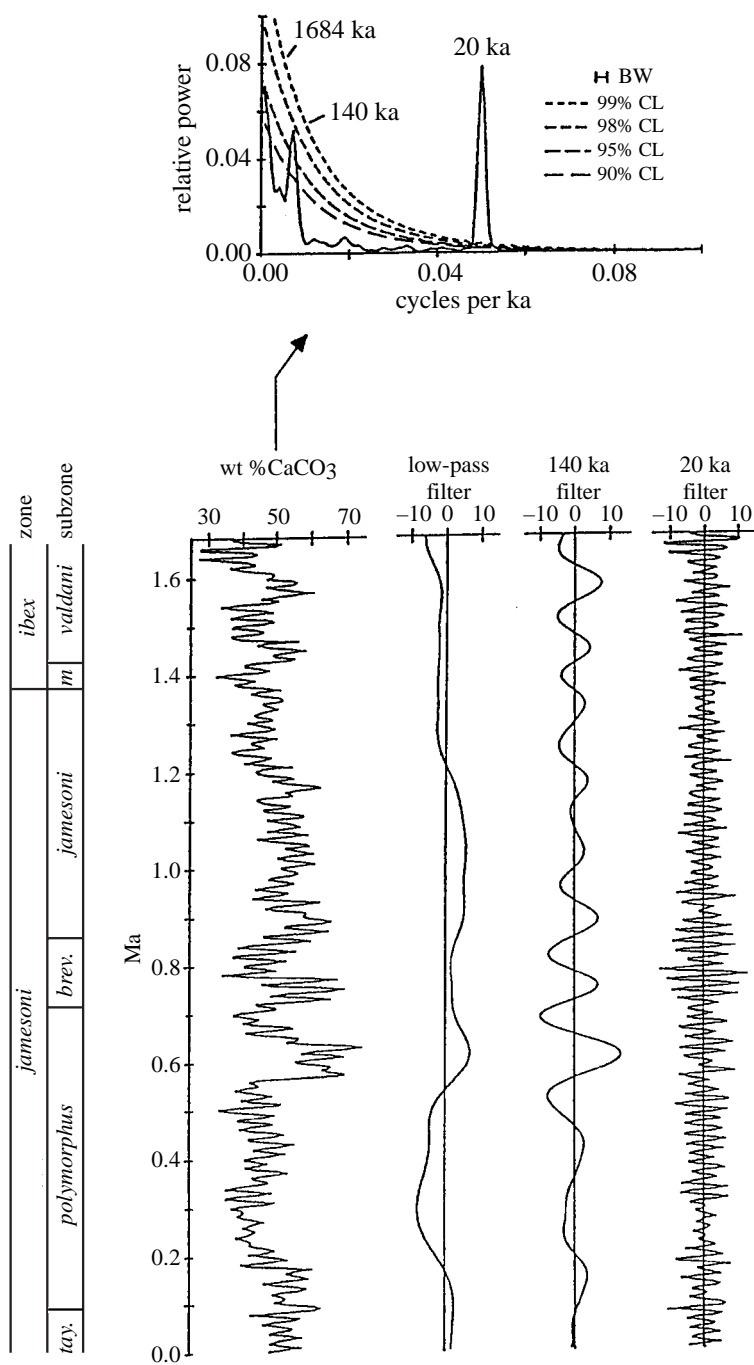 1684 ka
140 ka
20 ka
BW
99% CL
98% CL
95% CL
90% CL
relative power
0.08
0.04
0.00
0.00 0.04 0.08
cycles per ka
zone
subzone
wt %CaCO3
30 50 70
low-pass
filter
−10 0 10
140 ka
filter
−10 0 10
20 ka
filter
−10 0 10
ibex
jamesoni
valdani
m
jamesoni
brev.
polymorphus
tay.
Ma
1.6
1.4
1.2
1.0
0.8
0.6
0.4
0.2
0.0